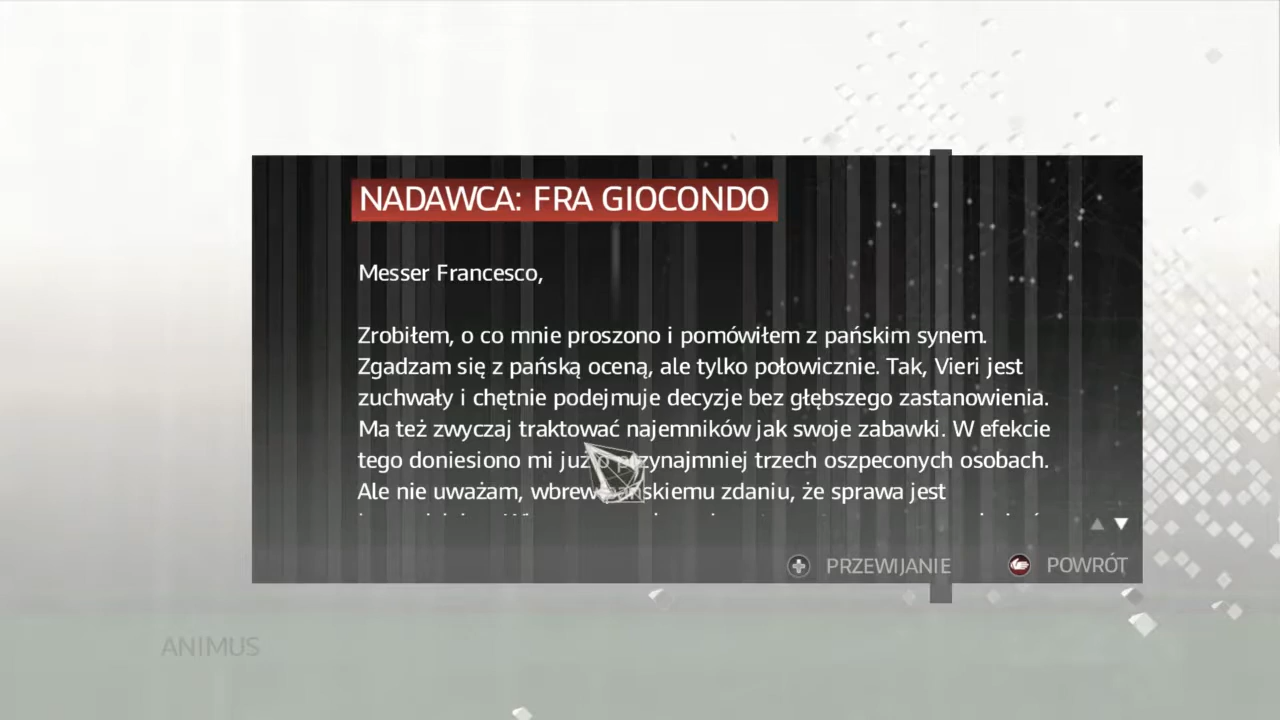 NADAWCA: FRA GIOCONDO
Messer Francesco,
Zrobiłem, o co mnie proszono i pomówiłem z pańskim synem.
Zgadzam się z pańską oceną, ale tylko połowicznie. Tak, Vieri jest
zuchwały i chętnie podejmuje decyzje bez głębszego zastanowienia.
Ma też zwyczaj traktować najemników jak swoje zabawki. W efekcie
tego doniesiono mi już o przynajmniej trzech oszpeconych osobach.
Ale nie uważam, wbrew pańskiemu zdaniu, że sprawa jest
PRZEWIJANIE POWRÓT
ANIMUS